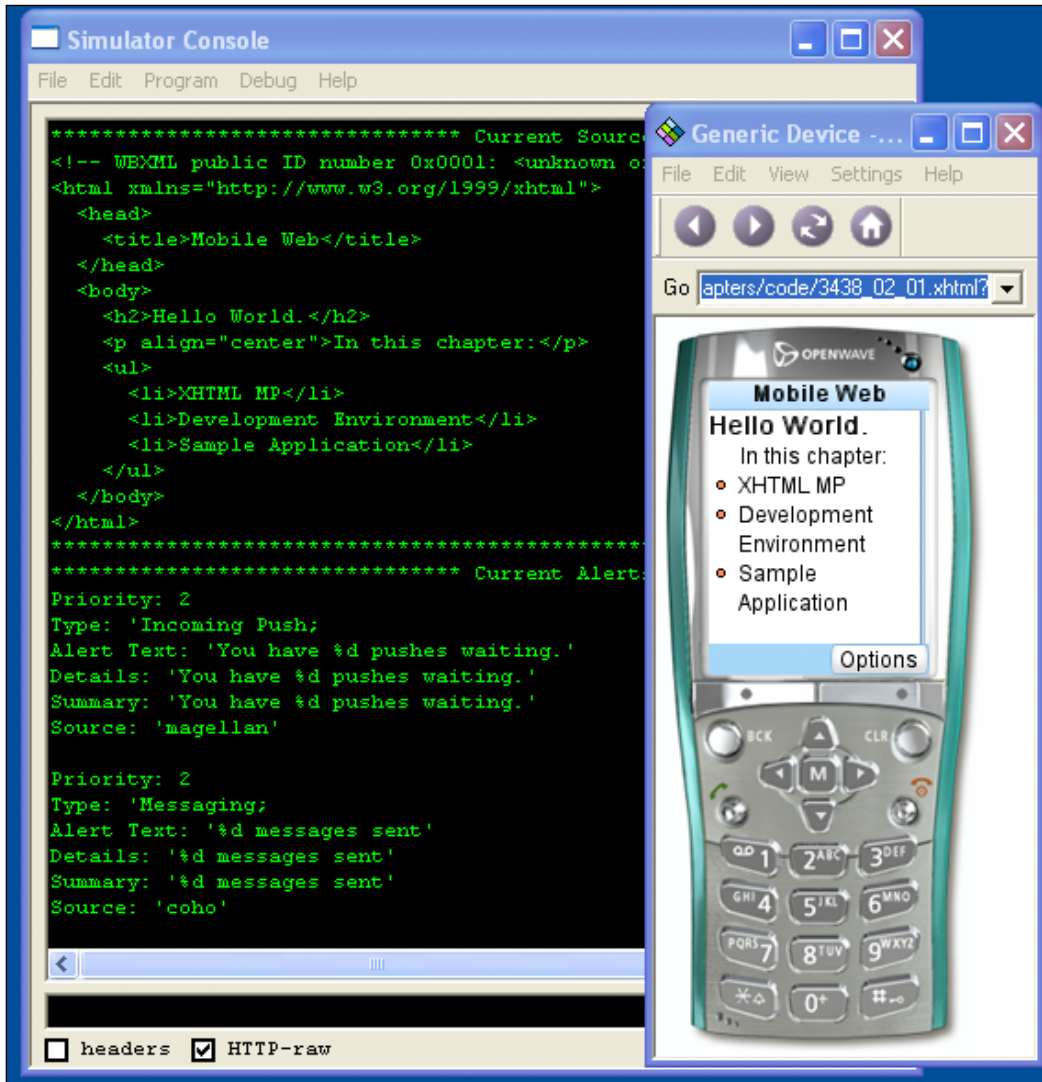 Simulator Console
File Edit Program Debug Help
******************************** Current Sourc
<!-- WBXML public ID number 0x0001: <unknown o
<html xmlns="http://www.w3.org/1999/xhtml">
<head>
<title>Mobile Web</title>
</head>
<body>
<h2>Hello World.</h2>
<p align="center">In this chapter:</p>
<ul>
<li>XHTML MP</li>
<li>Development Environment</li>
<li>Sample Application</li>
</ul>
</body>
</html>
***********************************************
******************************** Current Alert
Priority: 2
Type: 'Incoming Push;
Alert Text: 'You have %d pushes waiting.'
Details: 'You have %d pushes waiting.'
Summary: 'You have %d pushes waiting.'
Source: 'magellan'
Priority: 2
Type: 'Messaging;
Alert Text: '%d messages sent'
Details: '%d messages sent'
Summary: '%d messages sent'
Source: 'coho'
headers HTTP-raw
Generic Device -...
File Edit View Settings Help
Go apters/code/3438_02_01.xhtml?
OPENWAVE
Mobile Web
Hello World.
In this chapter:
XHTML MP
Development
Environment
Sample
Application
Options
BCK CLR
M
1 2ABC 3DEF
GHI4 5JKL 6MNO
PQRS7 8TUV 9WXYZ
* 0+ #